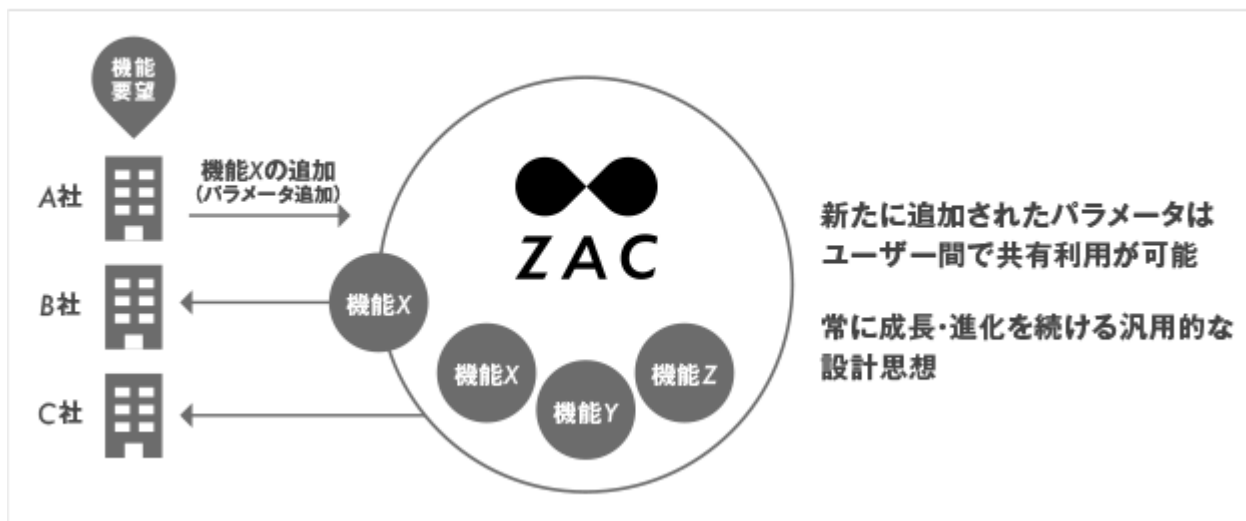 機能
要望
A社
機能Xの追加
(パラメータ追加)
B社
C社
機能X
ZAC
機能X
機能Y
機能Z
新たに追加されたパラメータは
ユーザー間で共有利用が可能
常に成長・進化を続ける汎用的な
設計思想